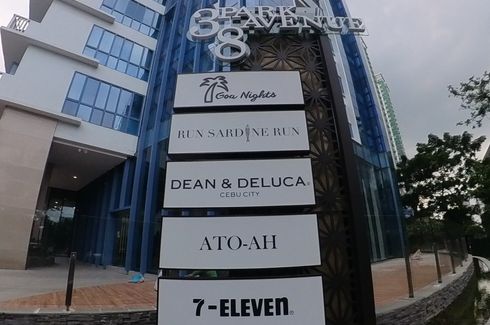 38 PARK AVENUE
Goa Nights
RUN SARDINE RUN
DEAN & DELUCA®
CEBU CITY
ATO-AH
7-ELEVEN®